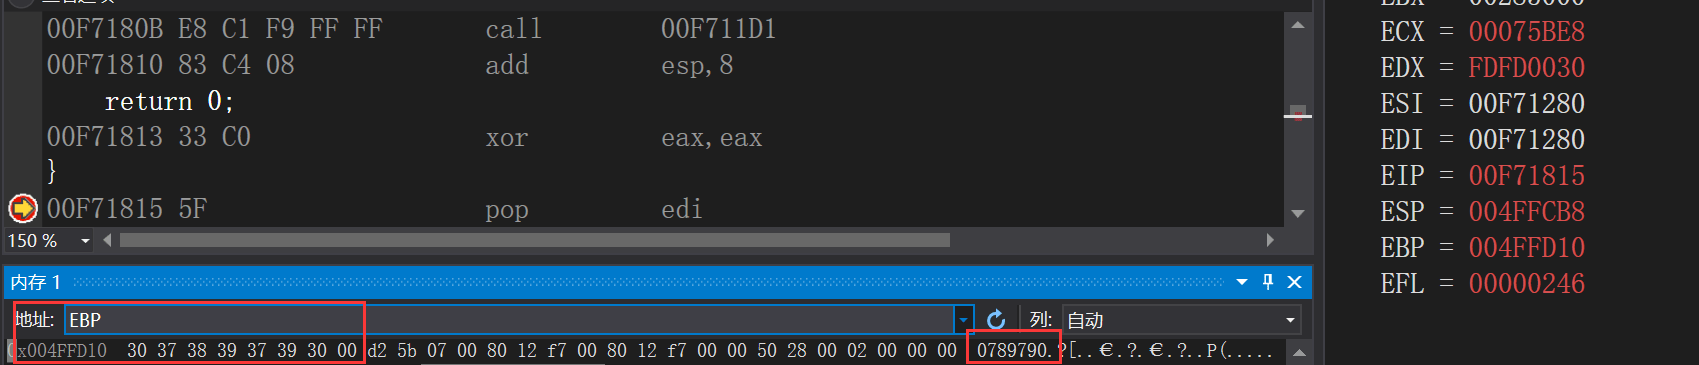 00F7180B E8 C1 F9 FF FF call 00F711D1
00F71810 83 C4 08 add esp,8
return 0;
00F71813 33 C0 xor eax,eax
}
00F71815 5F pop edi
150 %
ECX = 00075BE8
EDX = FDFD0030
ESI = 00F71280
EDI = 00F71280
EIP = 00F71815
ESP = 004FFCB8
EBP = 004FFD10
EFL = 00000246
内存 1
地址: EBP 列: 自动
0x004FFD10 30 37 38 39 37 39 30 00 d2 5b 07 00 80 12 f7 00 80 12 f7 00 00 50 28 00 02 00 00 00 0789790.?[..€.?.€.?..P(.....